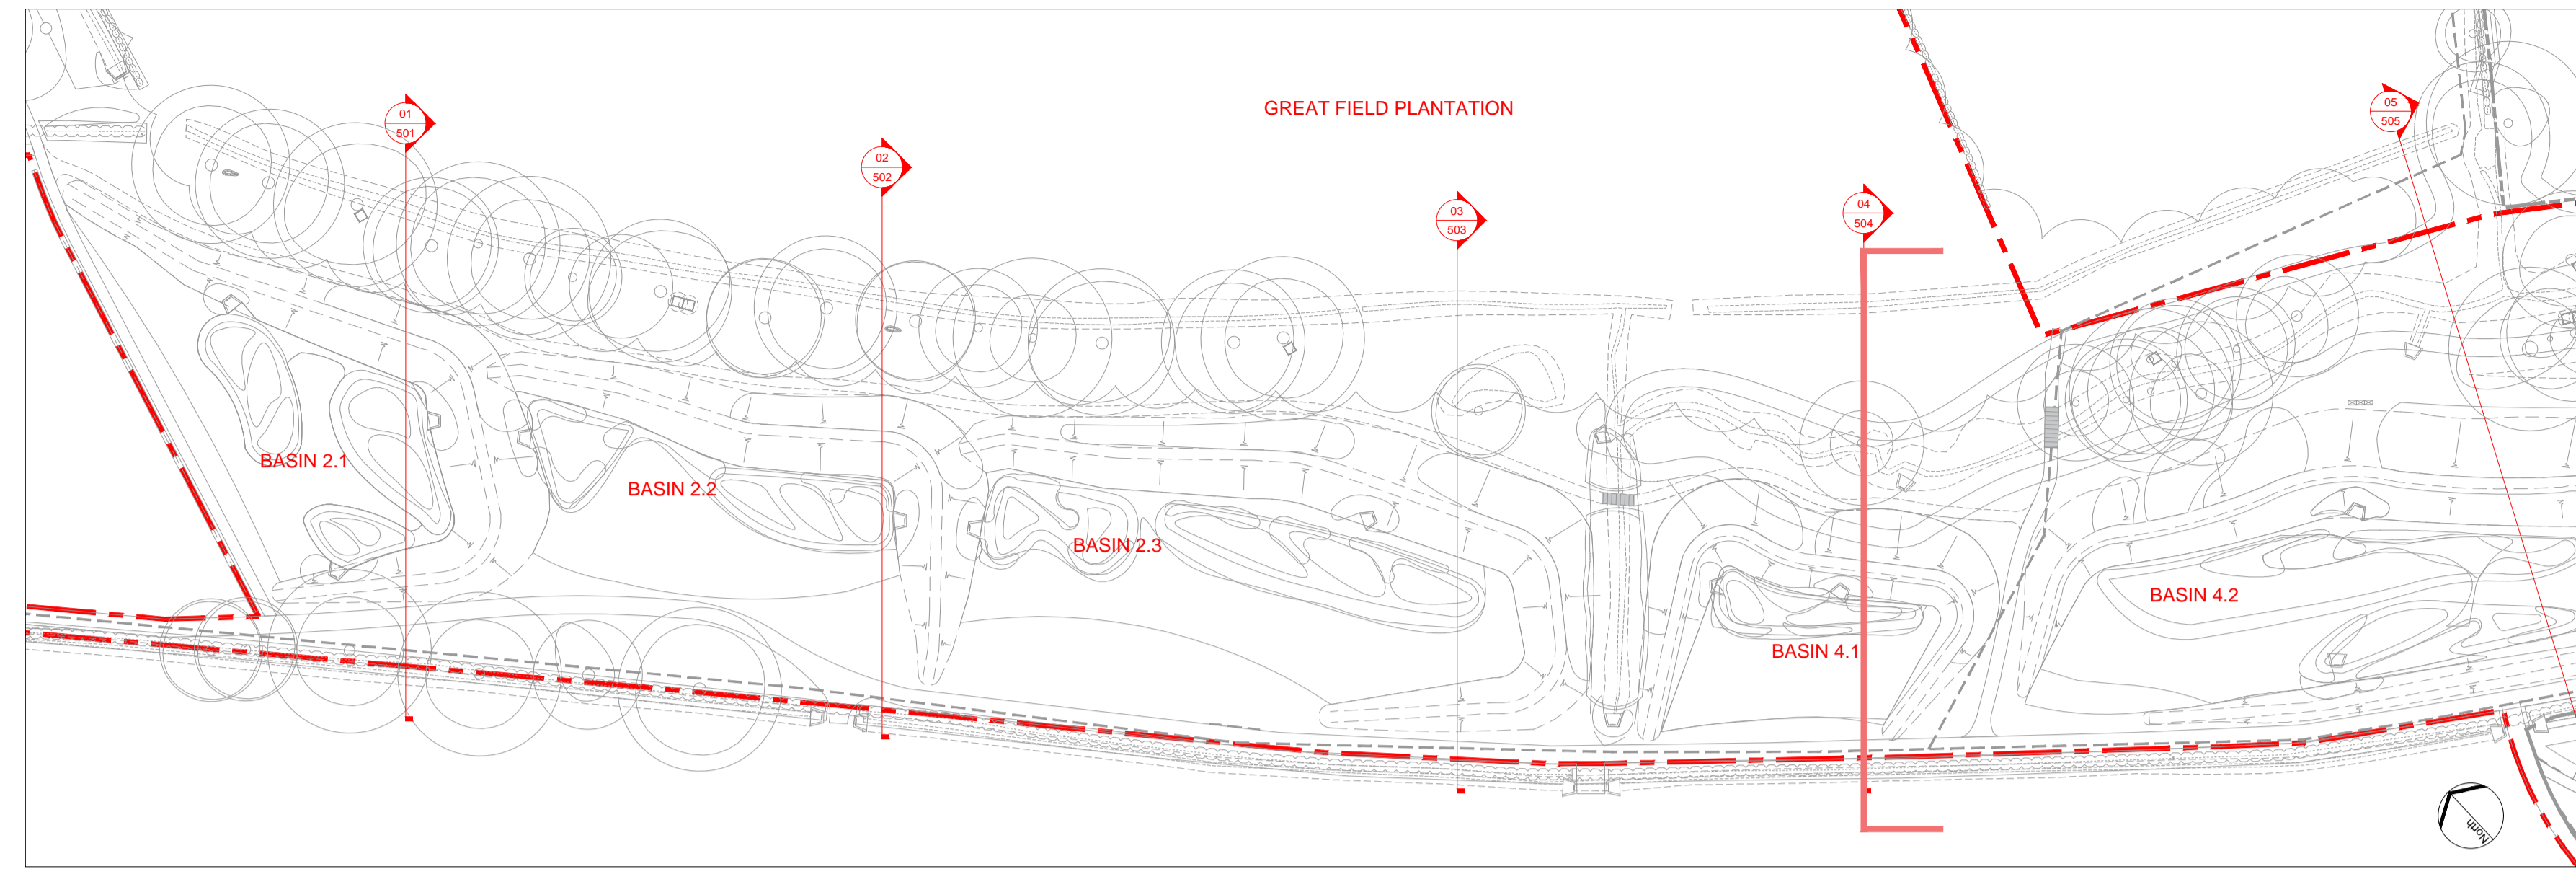 GREAT FIELD PLANTATION
01
501
02
502
03
503
04
504
05
505
BASIN 2.1
BASIN 2.2
BASIN 2.3
BASIN 4.1
BASIN 4.2
North